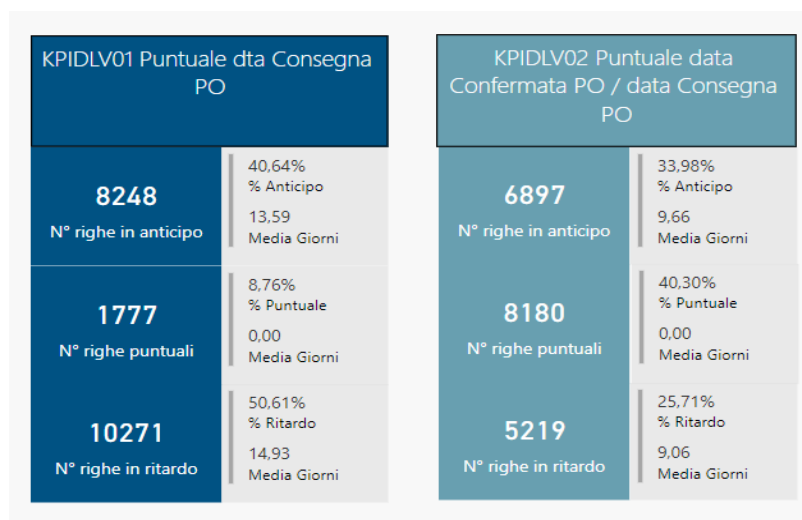 KPIDLV01 Puntuale dta Consegna
PO
8248
N° righe in anticipo
40,64%
% Anticipo
13,59
Media Giorni
1777
N° righe puntuali
8,76%
% Puntuale
0,00
Media Giorni
10271
N° righe in ritardo
50,61%
% Ritardo
14,93
Media Giorni
KPIDLV02 Puntuale data
Confermata PO / data Consegna
PO
6897
N° righe in anticipo
33,98%
% Anticipo
9,66
Media Giorni
8180
N° righe puntuali
40,30%
% Puntuale
0,00
Media Giorni
5219
N° righe in ritardo
25,71%
% Ritardo
9,06
Media Giorni